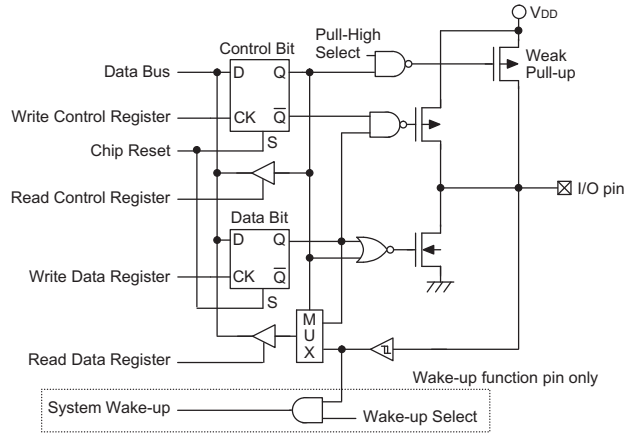 VDD
Pull-High
Select
Control Bit
Weak
Pull-up
Data Bus
D
Q
Write Control Register
CK
Q
S
Chip Reset
I/O pin
Read Control Register
Data Bit
D
Q
Write Data Register
CK
Q
S
M
U
X
Read Data Register
Wake-up function pin only
System Wake-up
Wake-up Select